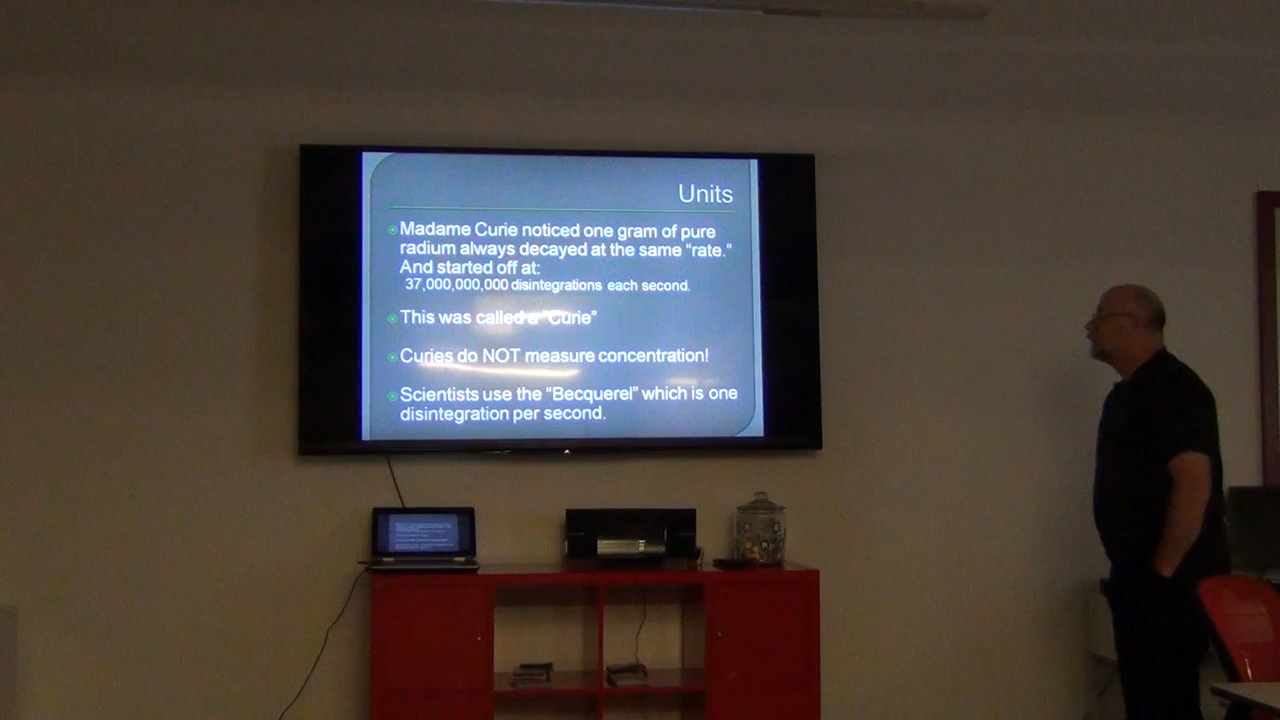 Units
Madame Curie noticed one gram of pure
radium always decayed at the same “rate.”
And started off at:
37,000,000,000 disintegrations each second.
This was called a “Curie”
Curies do NOT measure concentration!
Scientists use the “Becquerel” which is one
disintegration per second.